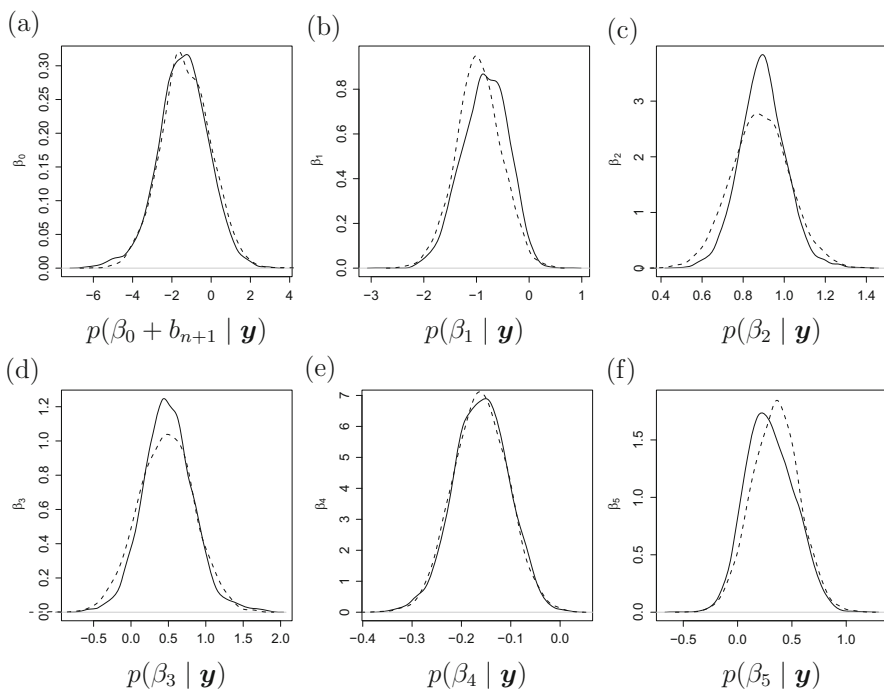 (a)
β₀
0.00 0.05 0.10 0.15 0.20 0.25 0.30
−6 −4 −2 0 2 4
p(β₀ + bₙ₊₁ | y)
(b)
β₁
0.0 0.2 0.4 0.6 0.8
−3 −2 −1 0 1
p(β₁ | y)
(c)
β₂
0 1 2 3
0.4 0.6 0.8 1.0 1.2 1.4
p(β₂ | y)
(d)
β₃
0.0 0.2 0.4 0.6 0.8 1.0 1.2
−0.5 0.0 0.5 1.0 1.5 2.0
p(β₃ | y)
(e)
β₄
0 1 2 3 4 5 6 7
−0.4 −0.3 −0.2 −0.1 0.0
p(β₄ | y)
(f)
β₅
0.0 0.5 1.0 1.5
−0.5 0.0 0.5 1.0
p(β₅ | y)